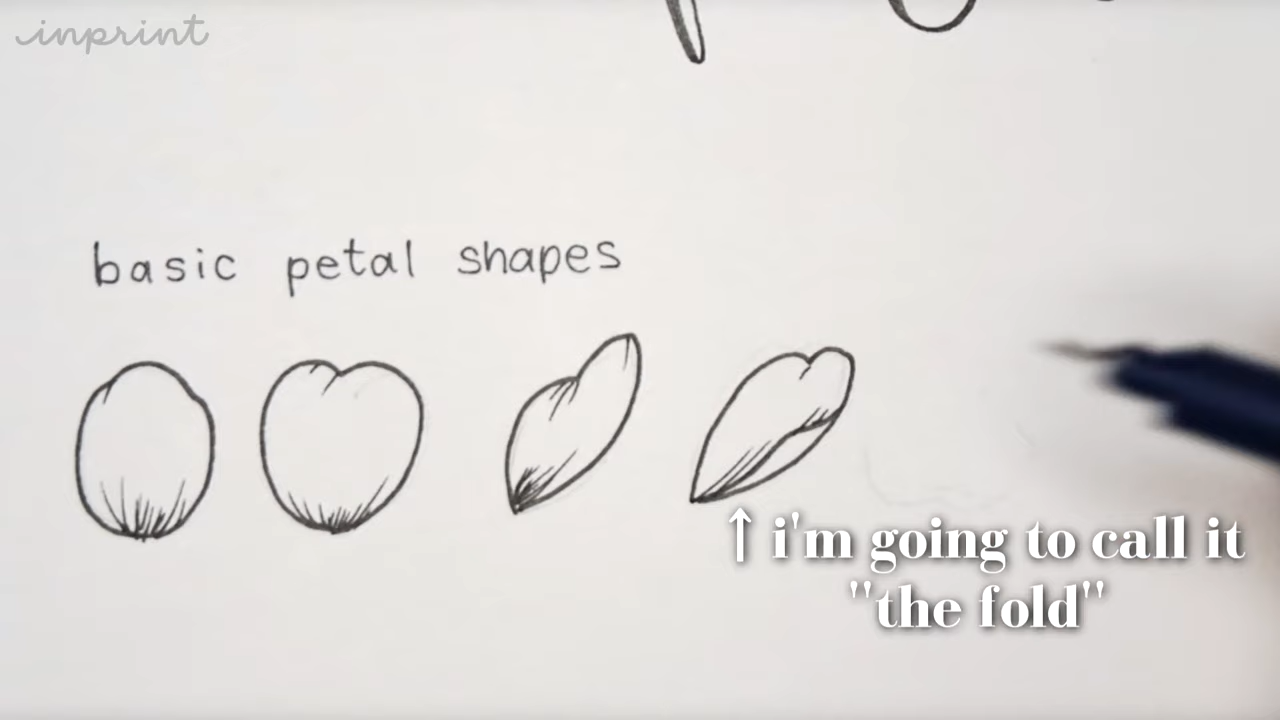 inprint
basic petal shapes
↑ i'm going to call it
"the fold"